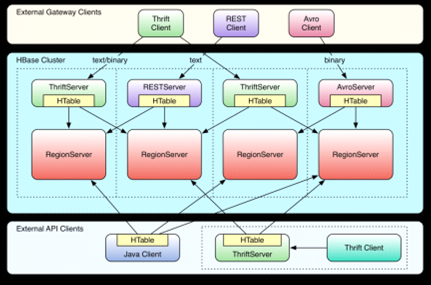 External Gateway Clients
Thrift
Client
REST
Client
Avro
Client
HBase Cluster
text/binary
text
binary
ThriftServer
HTable
RESTServer
HTable
ThriftServer
HTable
AvroServer
HTable
RegionServer
RegionServer
RegionServer
RegionServer
External API Clients
HTable
Java Client
HTable
ThriftServer
Thrift Client